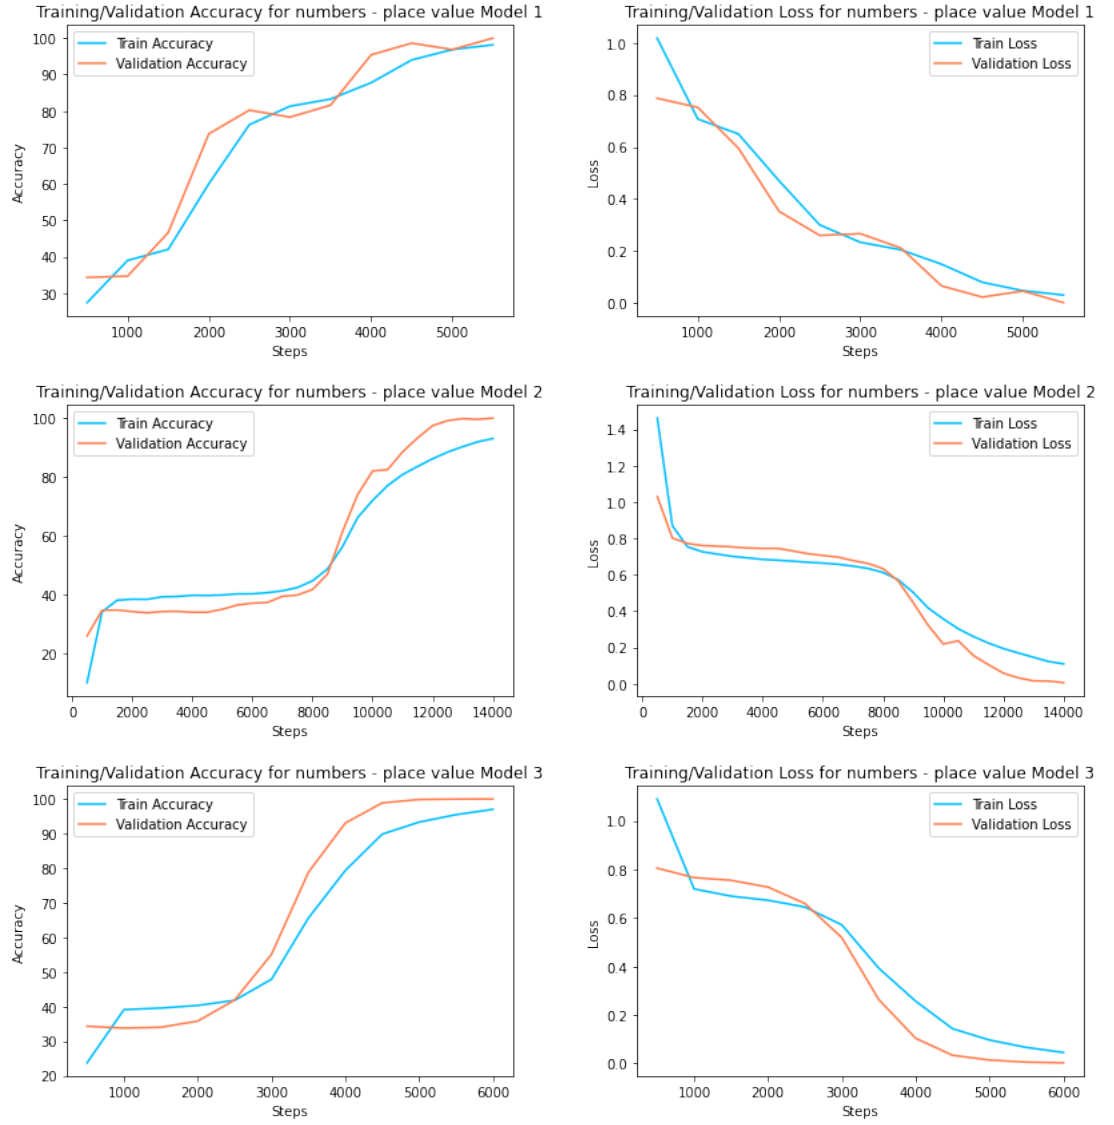 Training/Validation Accuracy for numbers - place value Model 1
Train Accuracy
Validation Accuracy
100
90
80
70
60
50
40
30
Accuracy
1000 2000 3000 4000 5000
Steps
Training/Validation Loss for numbers - place value Model 1
Train Loss
Validation Loss
1.0
0.8
0.6
0.4
0.2
0.0
Loss
1000 2000 3000 4000 5000
Steps
Training/Validation Accuracy for numbers - place value Model 2
Train Accuracy
Validation Accuracy
100
80
60
40
20
Accuracy
0 2000 4000 6000 8000 10000 12000 14000
Steps
Training/Validation Loss for numbers - place value Model 2
Train Loss
Validation Loss
1.4
1.2
1.0
0.8
0.6
0.4
0.2
0.0
Loss
0 2000 4000 6000 8000 10000 12000 14000
Steps
Training/Validation Accuracy for numbers - place value Model 3
Train Accuracy
Validation Accuracy
100
90
80
70
60
50
40
30
20
Accuracy
1000 2000 3000 4000 5000 6000
Steps
Training/Validation Loss for numbers - place value Model 3
Train Loss
Validation Loss
1.0
0.8
0.6
0.4
0.2
0.0
Loss
1000 2000 3000 4000 5000 6000
Steps